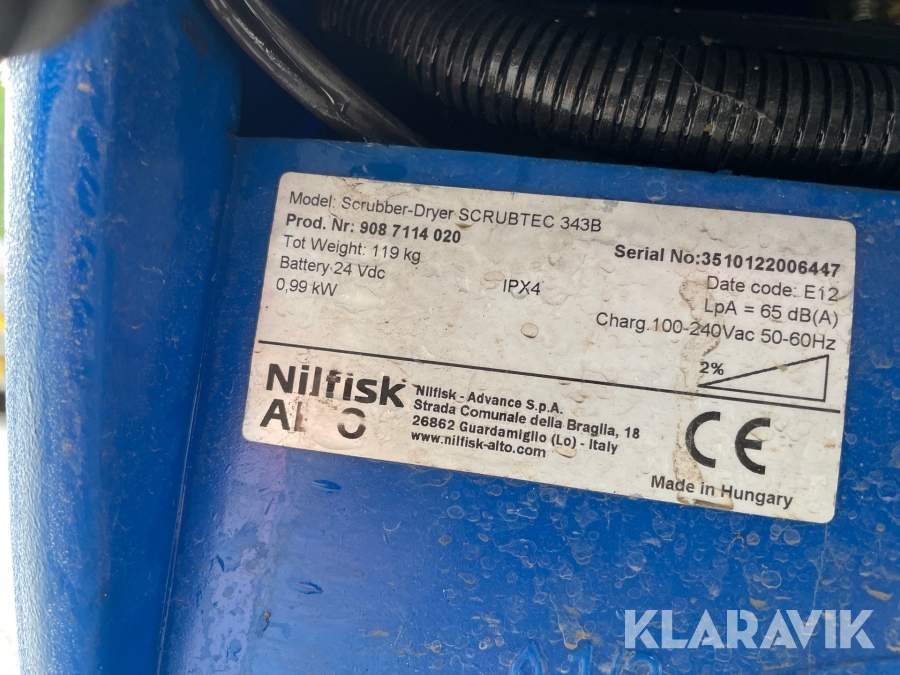 Model: Scrubber-Dryer SCRUBTEC 343B
Prod. Nr: 908 7114 020
Serial No:3510122006447
Tot Weight: 119 kg
Date code: E12
Battery 24 Vdc
IPX4
LpA = 65 dB(A)
0,99 kW
Charg.100-240Vac 50-60Hz
2%
Nilfisk
Nilfisk - Advance S.p.A.
Strada Comunale della Braglia, 18
26862 Guardamiglio (Lo) - Italy
www.nilfisk-alto.com
CE
Made in Hungary
KLARAVIK